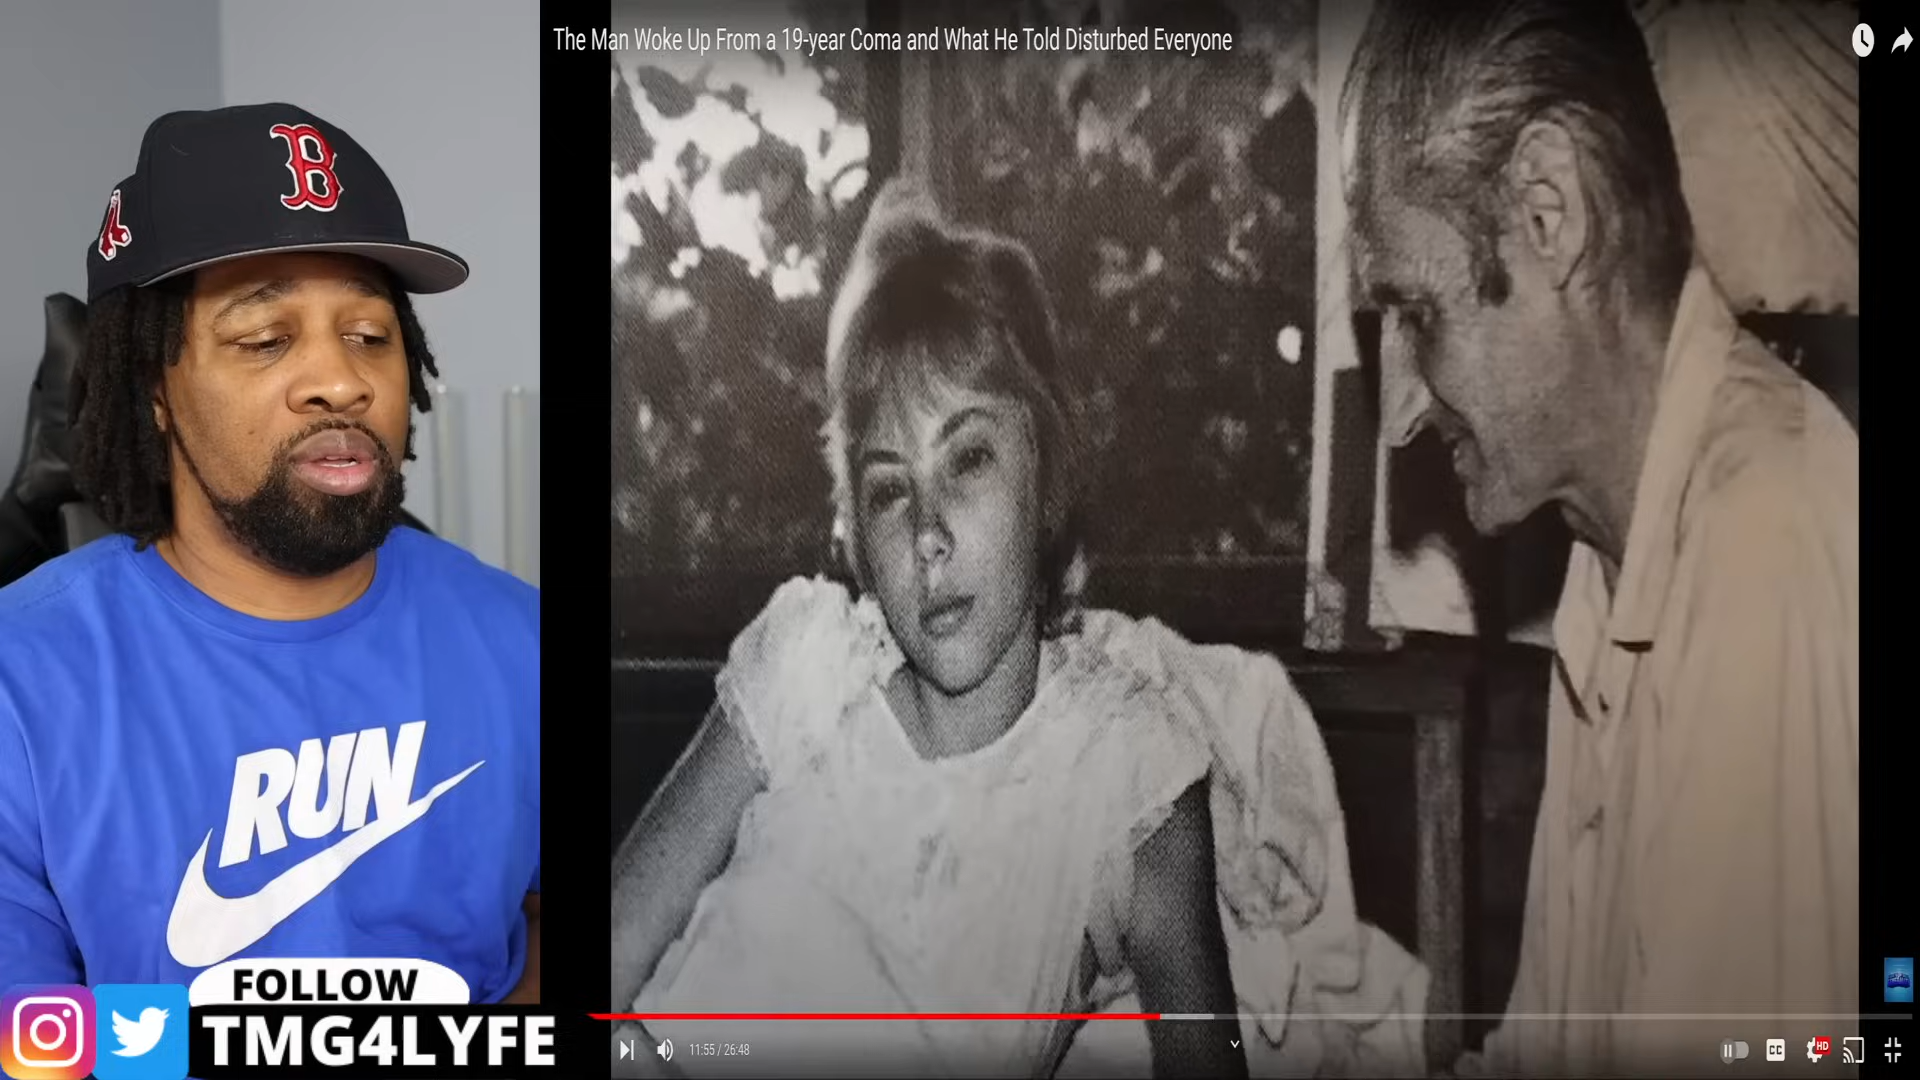 The Man Woke Up From a 19-year Coma and What He Told Disturbed Everyone
B
RUN
FOLLOW
TMG4LYFE
11:55 / 26:48
CC
HD